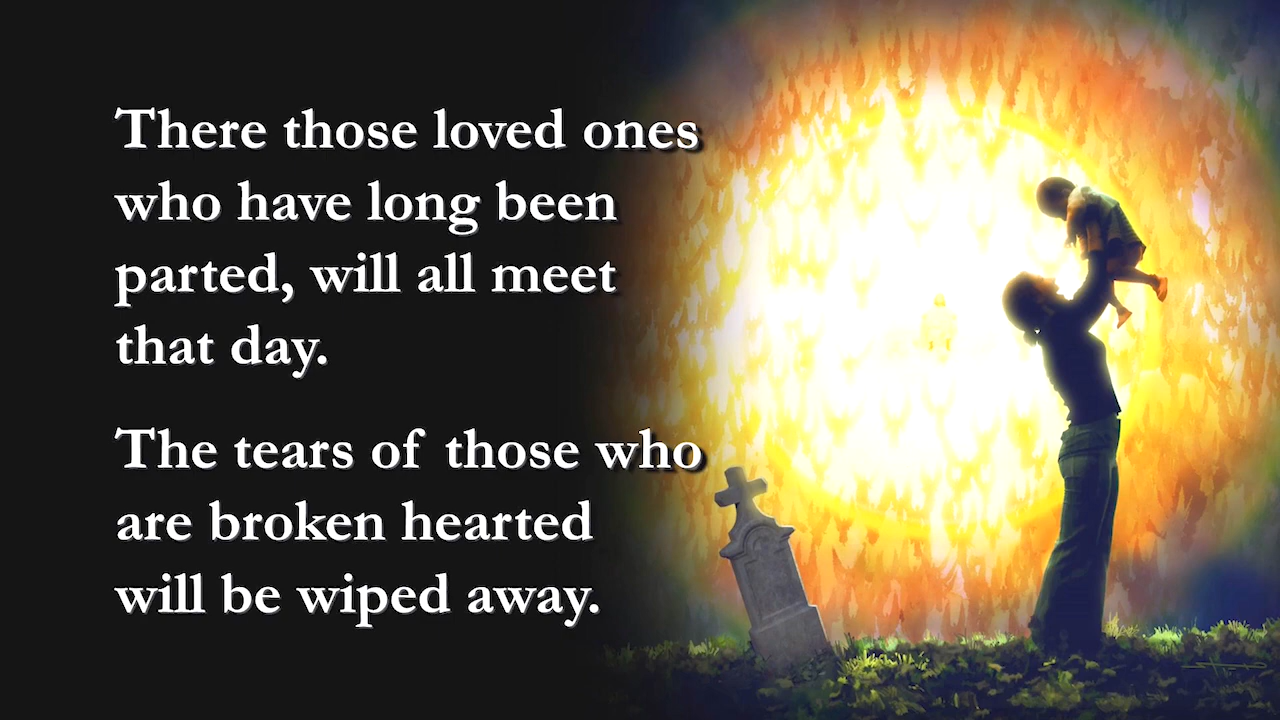 There those loved ones
who have long been
parted, will all meet
that day.
The tears of those who
are broken hearted
will be wiped away.